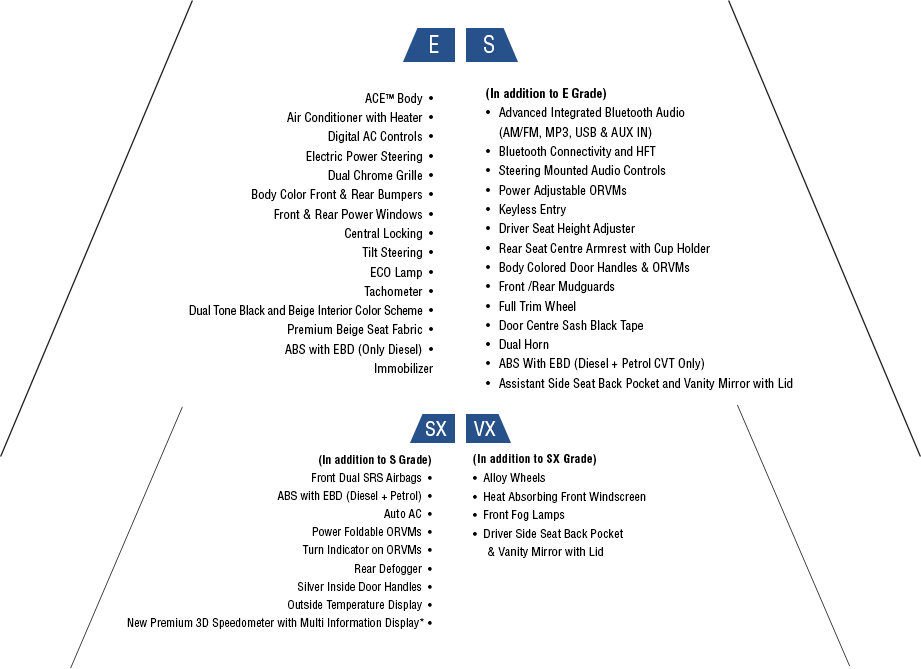 E
ACE™ Body •
Air Conditioner with Heater •
Digital AC Controls •
Electric Power Steering •
Dual Chrome Grille •
Body Color Front & Rear Bumpers •
Front & Rear Power Windows •
Central Locking •
Tilt Steering •
ECO Lamp •
Tachometer •
Dual Tone Black and Beige Interior Color Scheme •
Premium Beige Seat Fabric •
ABS with EBD (Only Diesel) •
Immobilizer
S
(In addition to E Grade)
• Advanced Integrated Bluetooth Audio
(AM/FM, MP3, USB & AUX IN)
• Bluetooth Connectivity and HFT
• Steering Mounted Audio Controls
• Power Adjustable ORVMs
• Keyless Entry
• Driver Seat Height Adjuster
• Rear Seat Centre Armrest with Cup Holder
• Body Colored Door Handles & ORVMs
• Front /Rear Mudguards
• Full Trim Wheel
• Door Centre Sash Black Tape
• Dual Horn
• ABS With EBD (Diesel + Petrol CVT Only)
• Assistant Side Seat Back Pocket and Vanity Mirror with Lid
SX
(In addition to S Grade)
Front Dual SRS Airbags •
ABS with EBD (Diesel + Petrol) •
Auto AC •
Power Foldable ORVMs •
Turn Indicator on ORVMs •
Rear Defogger •
Silver Inside Door Handles •
Outside Temperature Display •
New Premium 3D Speedometer with Multi Information Display* •
VX
(In addition to SX Grade)
• Alloy Wheels
• Heat Absorbing Front Windscreen
• Front Fog Lamps
• Driver Side Seat Back Pocket
& Vanity Mirror with Lid